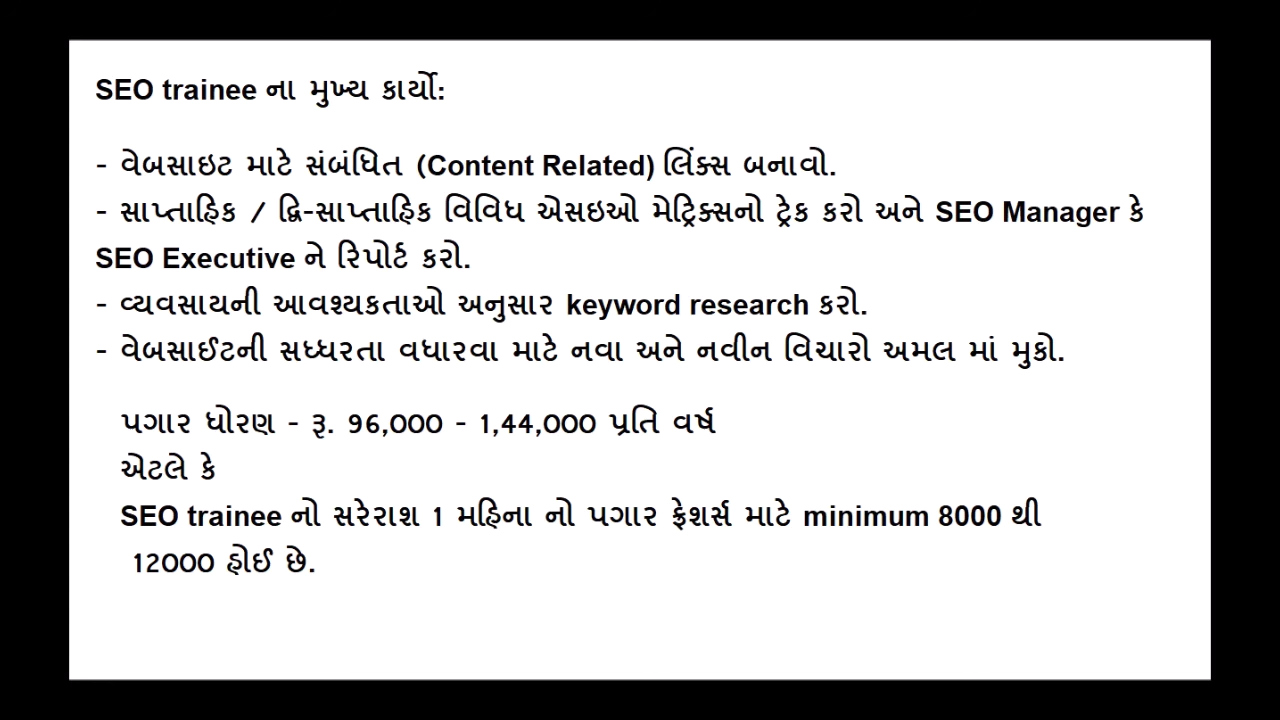 SEO trainee ના મુખ્ય કાર્યો:
- વેબસાઇટ માટે સંબંધિત (Content Related) લિંક્સ બનાવો.
- સાપ્તાહિક / દ્વિ-સાપ્તાહિક વિવિધ એસઇઓ મેટ્રિક્સનો ટ્રેક કરો અને SEO Manager કે
SEO Executive ને રિપોર્ટ કરો.
- વ્યવસાયની આવશ્યકતાઓ અનુસાર keyword research કરો.
- વેબસાઈટની સધ્ધરતા વધારવા માટે નવા અને નવીન વિચારો અમલ માં મુકો.
પગાર ધોરણ - રૂ. 96,000 - 1,44,000 પ્રતિ વર્ષ
એટલે કે
SEO trainee નો સરેરાશ 1 મહિના નો પગાર ફ્રેશર્સ માટે minimum 8000 થી
12000 હોઈ છે.